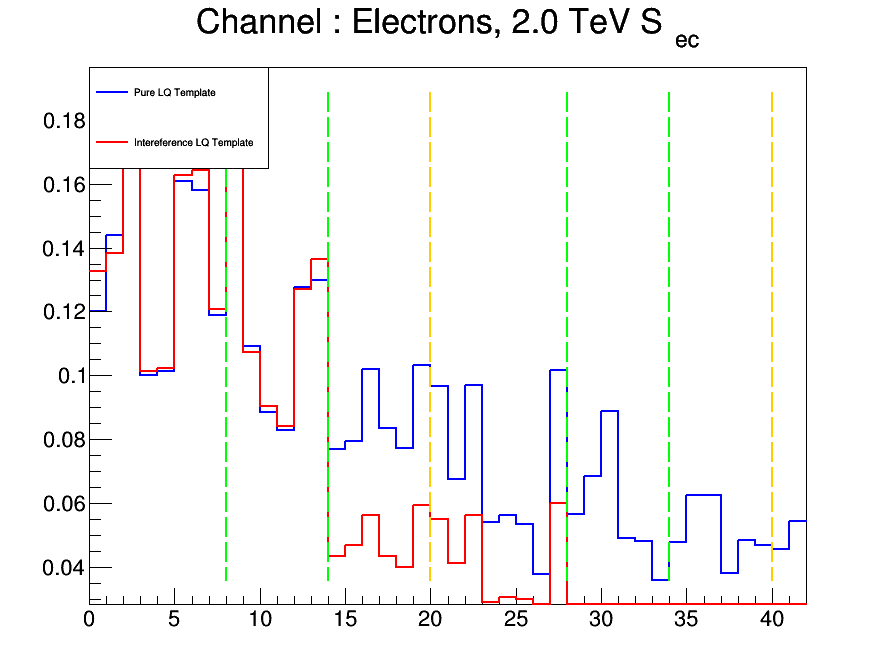 Channel : Electrons, 2.0 TeV S ec
Pure LQ Template
Intereference LQ Template
0.18
0.16
0.14
0.12
0.1
0.08
0.06
0.04
0 5 10 15 20 25 30 35 40